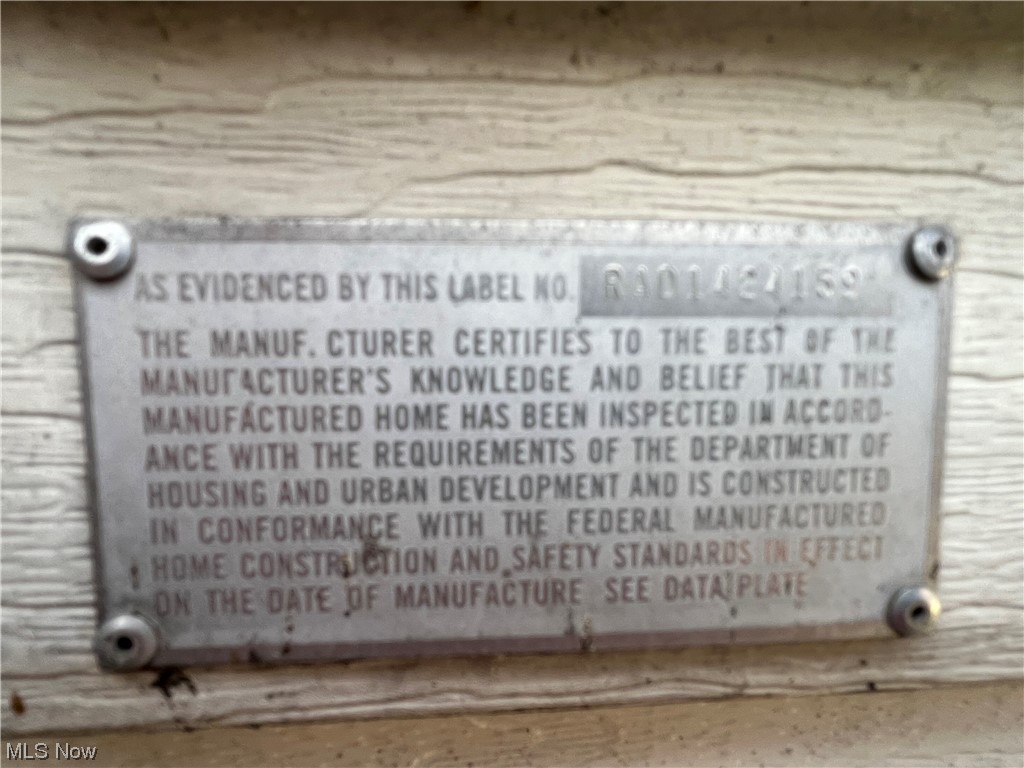 AS EVIDENCED BY THIS LABEL NO.
THE MANUF.CTURER CERTIFIES TO THE BEST OF THE
MANUFACTURER'S KNOWLEDGE AND BELIEF THAT THIS
MANUFACTURED HOME HAS BEEN INSPECTED IN ACCORD-
ANCE WITH THE REQUIREMENTS OF THE DEPARTMENT OF
HOUSING AND URBAN DEVELOPMENT AND IS CONSTRUCTED
IN CONFORMANCE WITH THE FEDERAL MANUFACTURED
HOME CONSTRUCTION AND SAFETY STANDARDS IN EFFECT
ON THE DATE OF MANUFACTURE SEE DATA PLATE
MLS Now